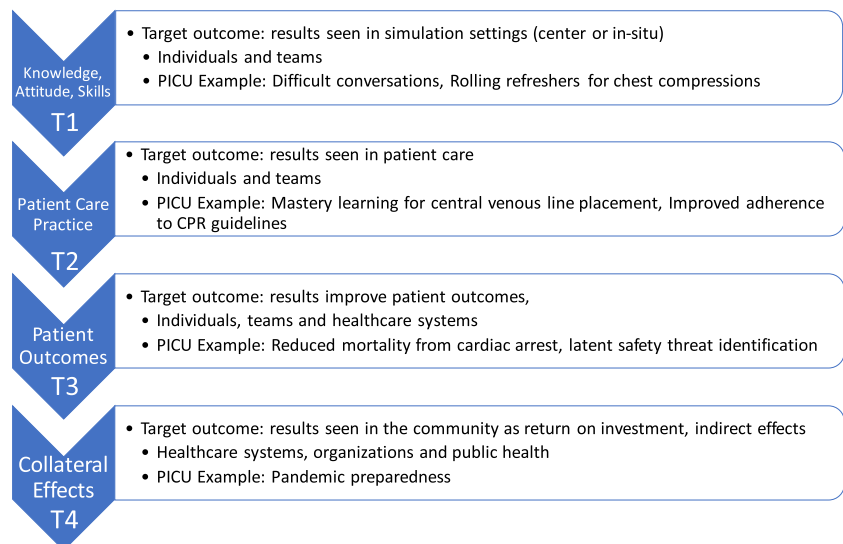 Knowledge,
Attitude, Skills
T1
• Target outcome: results seen in simulation settings (center or in-situ)
• Individuals and teams
• PICU Example: Difficult conversations, Rolling refreshers for chest compressions
Patient Care
Practice
T2
• Target outcome: results seen in patient care
• Individuals and teams
• PICU Example: Mastery learning for central venous line placement, Improved adherence
to CPR guidelines
Patient
Outcomes
T3
• Target outcome: results improve patient outcomes,
• Individuals, teams and healthcare systems
• PICU Example: Reduced mortality from cardiac arrest, latent safety threat identification
Collateral
Effects
T4
• Target outcome: results seen in the community as return on investment, indirect effects
• Healthcare systems, organizations and public health
• PICU Example: Pandemic preparedness